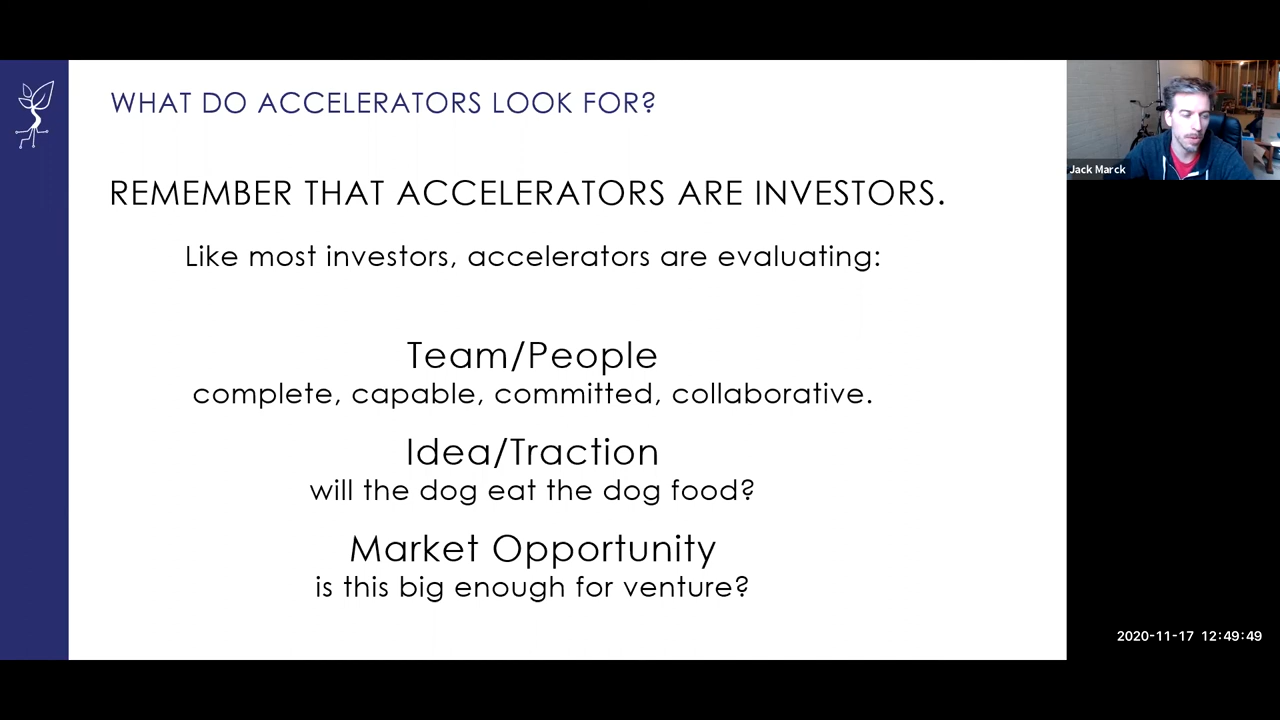 WHAT DO ACCELERATORS LOOK FOR?
REMEMBER THAT ACCELERATORS ARE INVESTORS.
Like most investors, accelerators are evaluating:
Team/People
complete, capable, committed, collaborative.
Idea/Traction
will the dog eat the dog food?
Market Opportunity
is this big enough for venture?
Jack Marck
2020-11-17 12:49:49